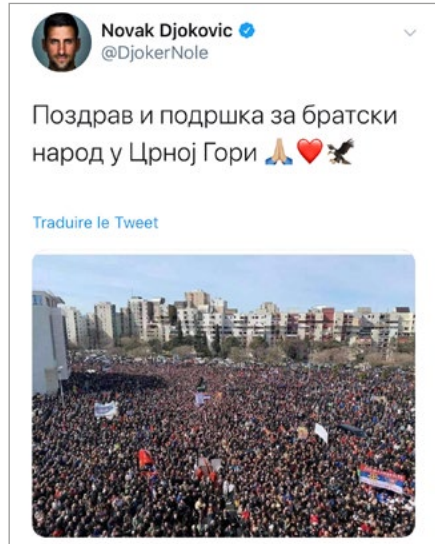 Novak Djokovic
@DjokerNole
Поздрав и подршка за братски
народ у Црној Гори 🙏🏼❤️🦅
Traduire le Tweet